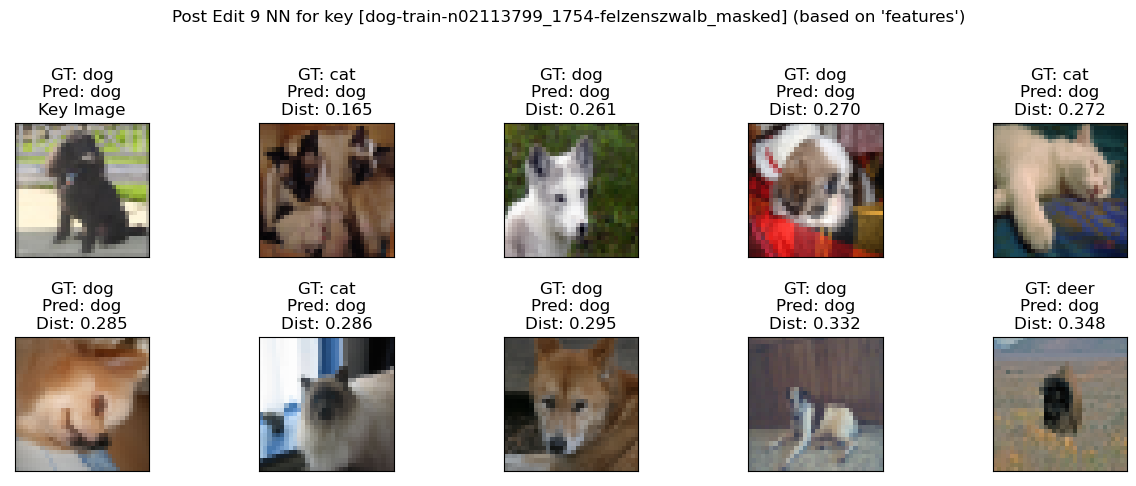 Post Edit 9 NN for key [dog-train-n02113799_1754-felzenszwalb_masked] (based on 'features')
GT: dog
Pred: dog
Key Image
GT: cat
Pred: dog
Dist: 0.165
GT: dog
Pred: dog
Dist: 0.261
GT: dog
Pred: dog
Dist: 0.270
GT: cat
Pred: dog
Dist: 0.272
GT: dog
Pred: dog
Dist: 0.285
GT: cat
Pred: dog
Dist: 0.286
GT: dog
Pred: dog
Dist: 0.295
GT: dog
Pred: dog
Dist: 0.332
GT: deer
Pred: dog
Dist: 0.348